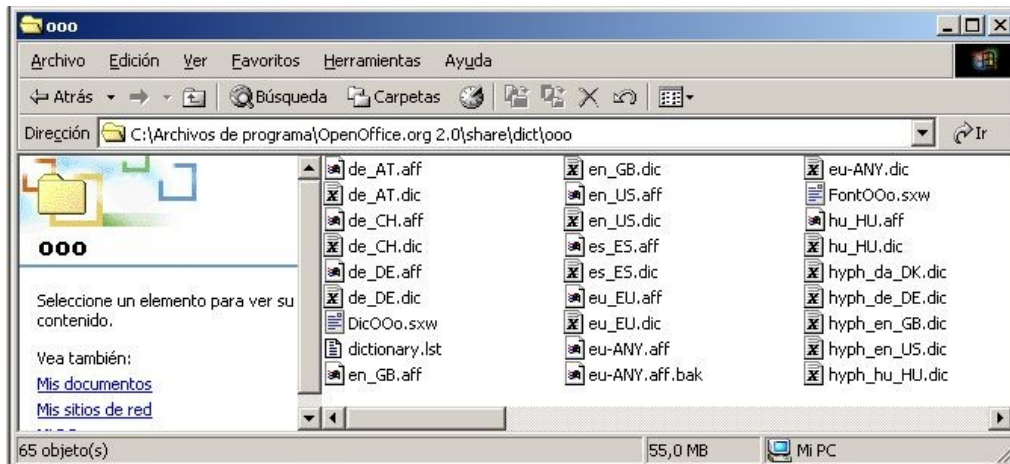 ooo
Archivo Edición Ver Favoritos Herramientas Ayuda
Atrás Búsqueda Carpetas
Dirección C:\Archivos de programa\OpenOffice.org 2.0\share\dict\ooo Ir
ooo
Seleccione un elemento para ver su
contenido.
Vea también:
Mis documentos
Mis sitios de red
de_AT.aff
de_AT.dic
de_CH.aff
de_CH.dic
de_DE.aff
de_DE.dic
DicOOo.sxw
dictionary.lst
en_GB.aff
en_GB.dic
en_US.aff
en_US.dic
es_ES.aff
es_ES.dic
eu_EU.aff
eu_EU.dic
eu-ANY.aff
eu-ANY.aff.bak
eu-ANY.dic
FontOOo.sxw
hu_HU.aff
hu_HU.dic
hyph_da_DK.dic
hyph_de_DE.dic
hyph_en_GB.dic
hyph_en_US.dic
hyph_hu_HU.dic
65 objeto(s) 55,0 MB Mi PC